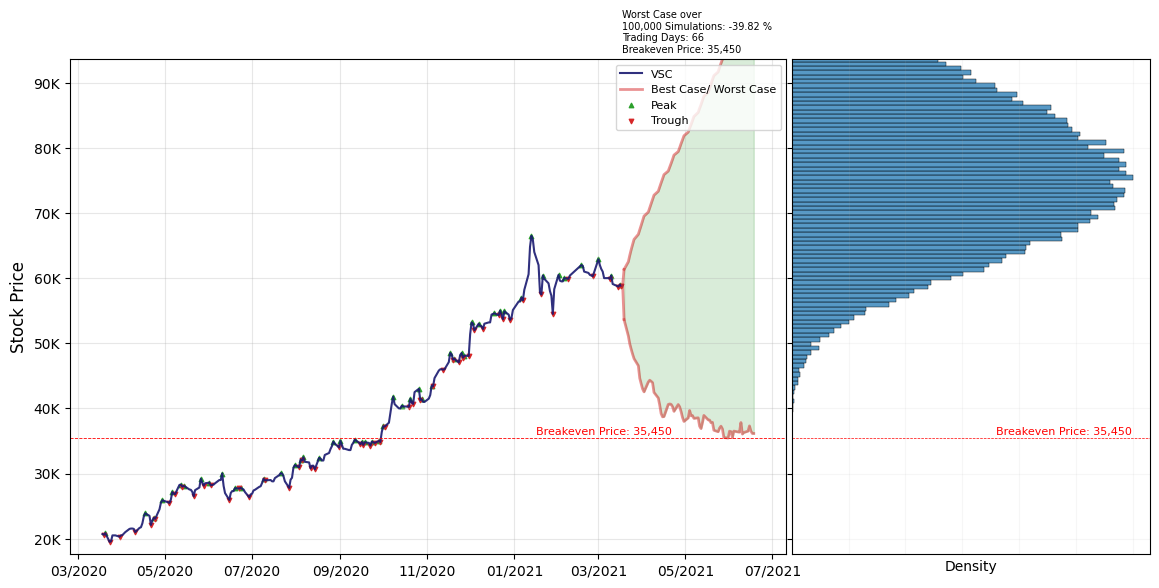 Worst Case over
100,000 Simulations: -39.82 %
Trading Days: 66
Breakeven Price: 35,450
VSC
Best Case/ Worst Case
Peak
Trough
90K
80K
70K
60K
50K
40K
30K
20K
Stock Price
Breakeven Price: 35,450
Breakeven Price: 35,450
03/2020
05/2020
07/2020
09/2020
11/2020
01/2021
03/2021
05/2021
07/2021
Density